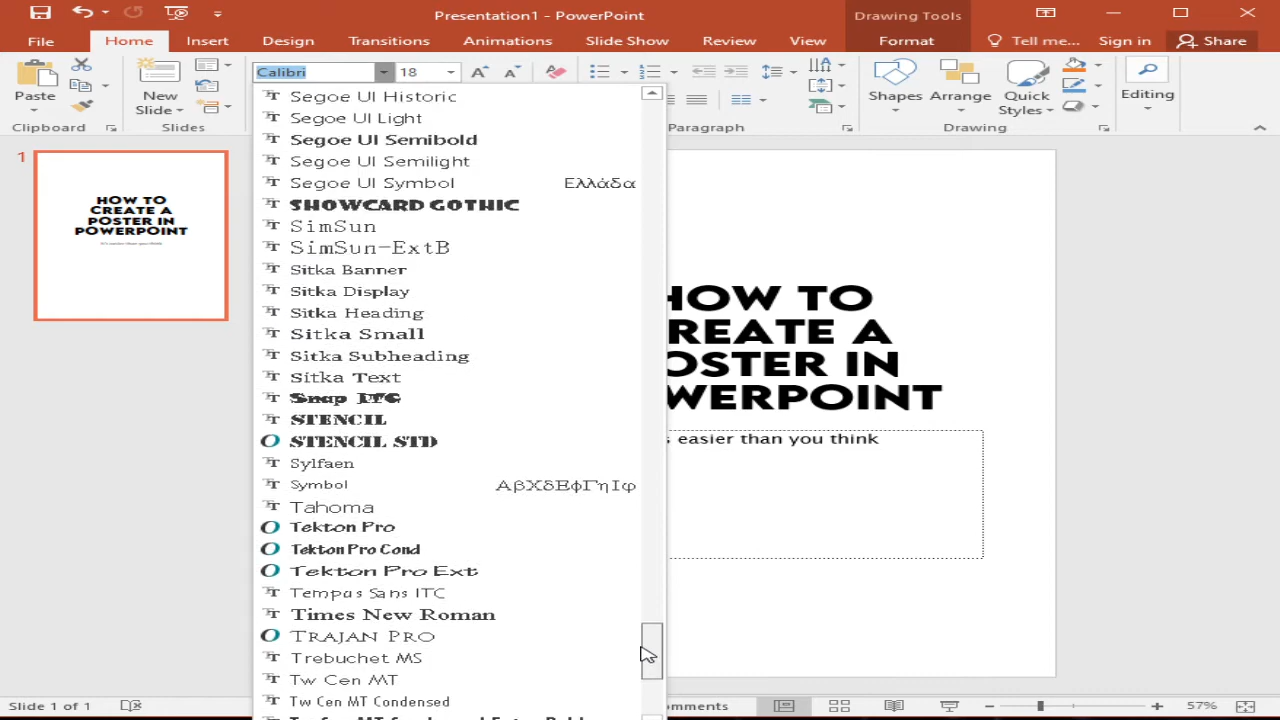 Presentation1 - PowerPoint
Drawing Tools
File
Home
Insert
Design
Transitions
Animations
Slide Show
Review
View
Format
Tell me...
Sign in
Share
Paste
New
Slide
Calibri
18
Shapes
Arrange
Quick
Styles
Editing
Clipboard
Slides
Paragraph
Drawing
1
HOW TO
CREATE A
POSTER IN
POWERPOINT
Segoe UI Historic
Segoe UI Light
Segoe UI Semibold
Segoe UI Semilight
Segoe UI Symbol Ελλάδα
SHOWCARD GOTHIC
SimSun
SimSun-ExtB
Sitka Banner
Sitka Display
Sitka Heading
Sitka Small
Sitka Subheading
Sitka Text
Snap ITC
STENCIL
STENCIL STD
Sylfaen
Symbol ΑβΧδΕφΓηΙφ
Tahoma
Tekton Pro
Tekton Pro Cond
Tekton Pro Ext
Tempus Sans ITC
Times New Roman
TRAJAN PRO
Trebuchet MS
Tw Cen MT
Tw Cen MT Condensed
HOW TO
REATE A
OSTER IN
WERPOINT
s easier than you think
Slide 1 of 1
mments
57%